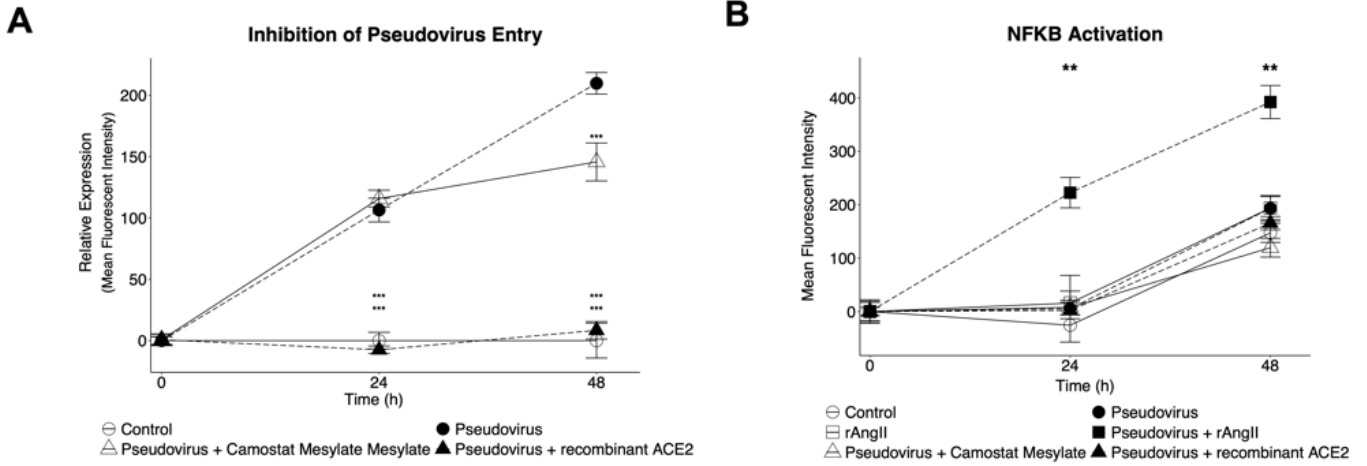 A
Inhibition of Pseudovirus Entry
Relative Expression
(Mean Fluorescent Intensity)
200
150
100
50
0
***
***
***
***
***
0
24
48
Time (h)
Control
Pseudovirus
Pseudovirus + Camostat Mesylate Mesylate
Pseudovirus + recombinant ACE2
B
NFKB Activation
Mean Fluorescent Intensity
400
300
200
100
0
**
**
0
24
48
Time (h)
Control
Pseudovirus
rAngII
Pseudovirus + rAngII
Pseudovirus + Camostat Mesylate
Pseudovirus + recombinant ACE2